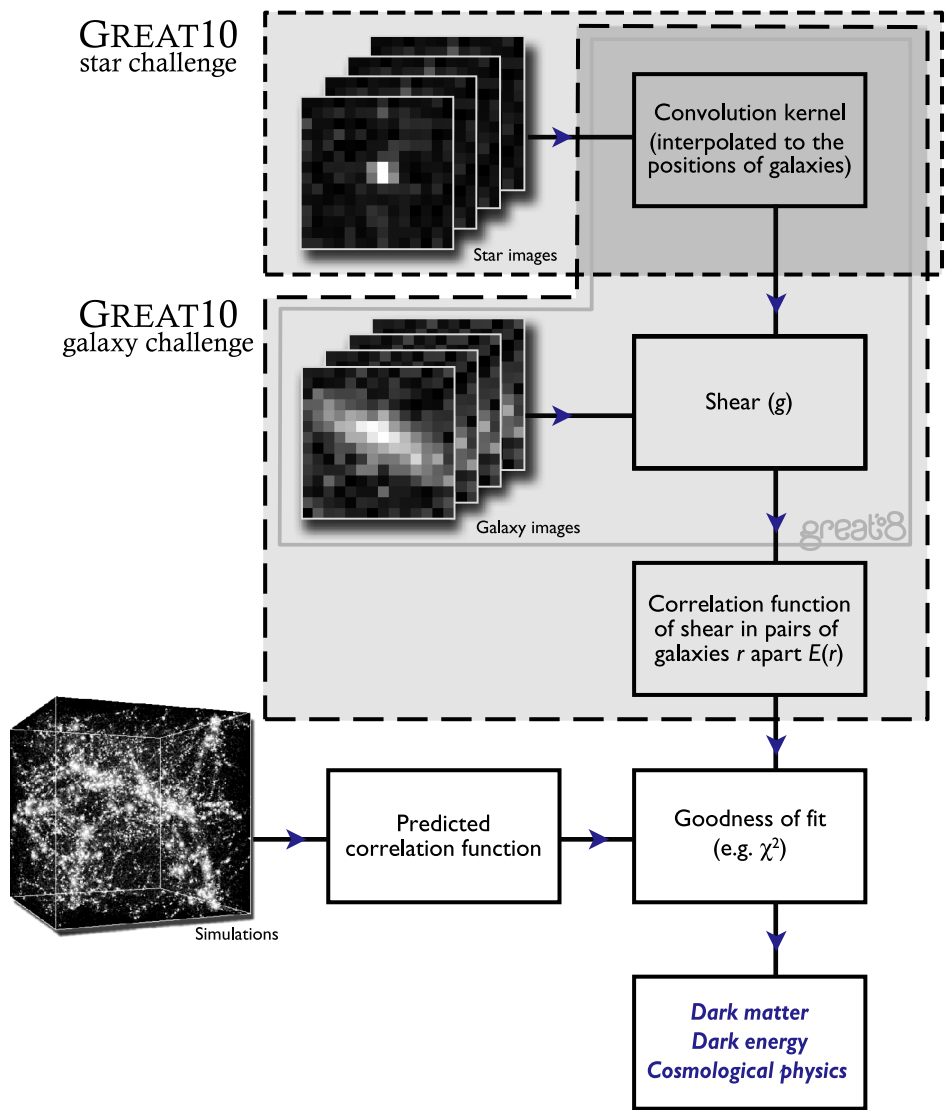 GREAT10
star challenge
Star images
Convolution kernel
(interpolated to the
positions of galaxies)
GREAT10
galaxy challenge
Galaxy images
Shear (g)
great08
Correlation function
of shear in pairs of
galaxies r apart E(r)
Simulations
Predicted
correlation function
Goodness of fit
(e.g. χ²)
Dark matter
Dark energy
Cosmological physics